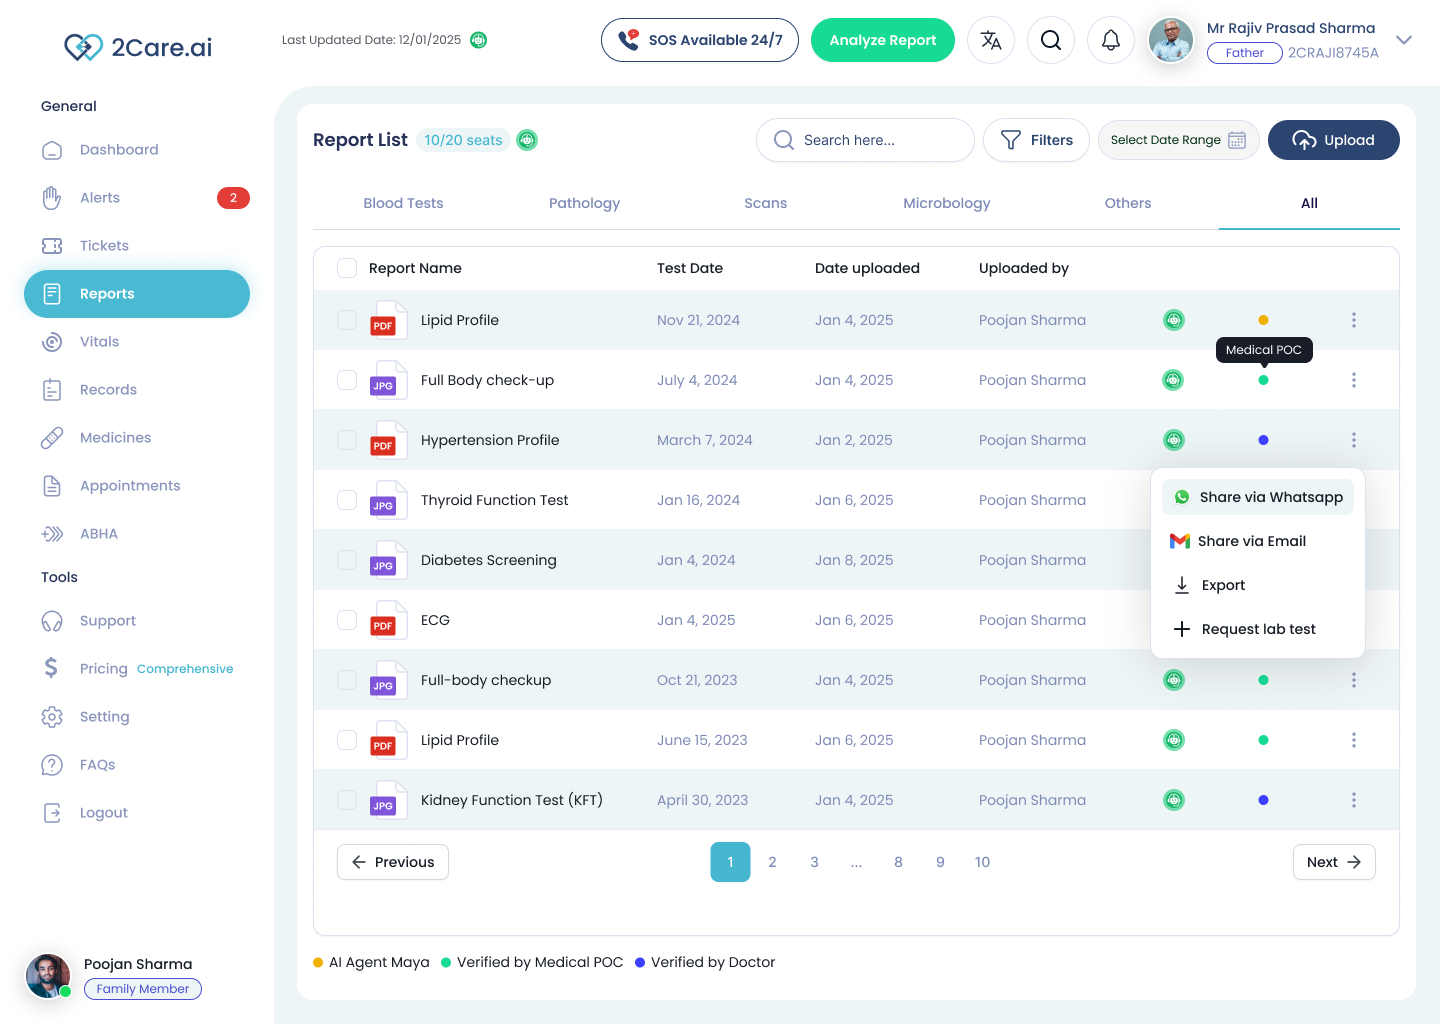 2Care.ai
Last Updated Date: 12/01/2025
SOS Available 24/7
Analyze Report
Mr Rajiv Prasad Sharma
Father
2CRAJI8745A
General
Dashboard
Alerts
2
Tickets
Reports
Vitals
Records
Medicines
Appointments
ABHA
Tools
Support
Pricing Comprehensive
Setting
FAQs
Logout
Poojan Sharma
Family Member
Report List
10/20 seats
Search here...
Filters
Select Date Range
Upload
Blood Tests
Pathology
Scans
Microbology
Others
All
Report Name Test Date Date uploaded Uploaded by
PDF Lipid Profile Nov 21, 2024 Jan 4, 2025 Poojan Sharma
Medical POC
JPG Full Body check-up July 4, 2024 Jan 4, 2025 Poojan Sharma
PDF Hypertension Profile March 7, 2024 Jan 2, 2025 Poojan Sharma
JPG Thyroid Function Test Jan 16, 2024 Jan 6, 2025 Poojan Sharma
JPG Diabetes Screening Jan 4, 2024 Jan 8, 2025 Poojan Sharma
PDF ECG Jan 4, 2025 Jan 4, 2025 Poojan Sharma
JPG Full-body checkup Oct 21, 2023 Jan 4, 2025 Poojan Sharma
PDF Lipid Profile June 15, 2023 Jan 6, 2025 Poojan Sharma
JPG Kidney Function Test (KFT) April 30, 2023 Jan 4, 2025 Poojan Sharma
Share via Whatsapp
Share via Email
Export
Request lab test
Previous
1 2 3 ... 8 9 10
Next
AI Agent Maya Verified by Medical POC Verified by Doctor